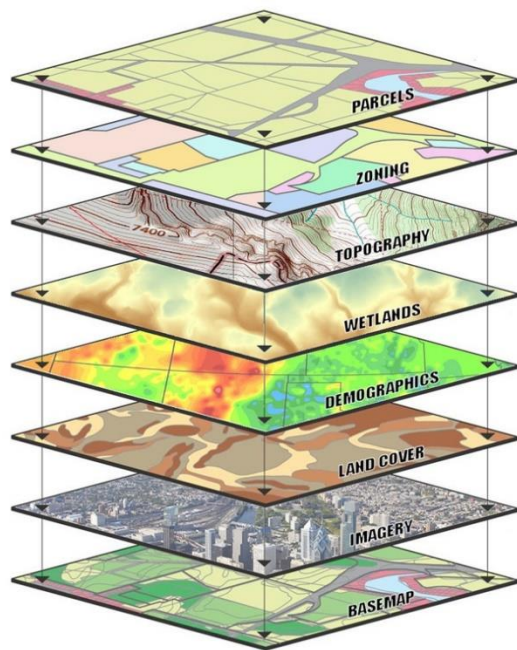 PARCELS
ZONING
7400
TOPOGRAPHY
WETLANDS
DEMOGRAPHICS
LAND COVER
IMAGERY
BASEMAP